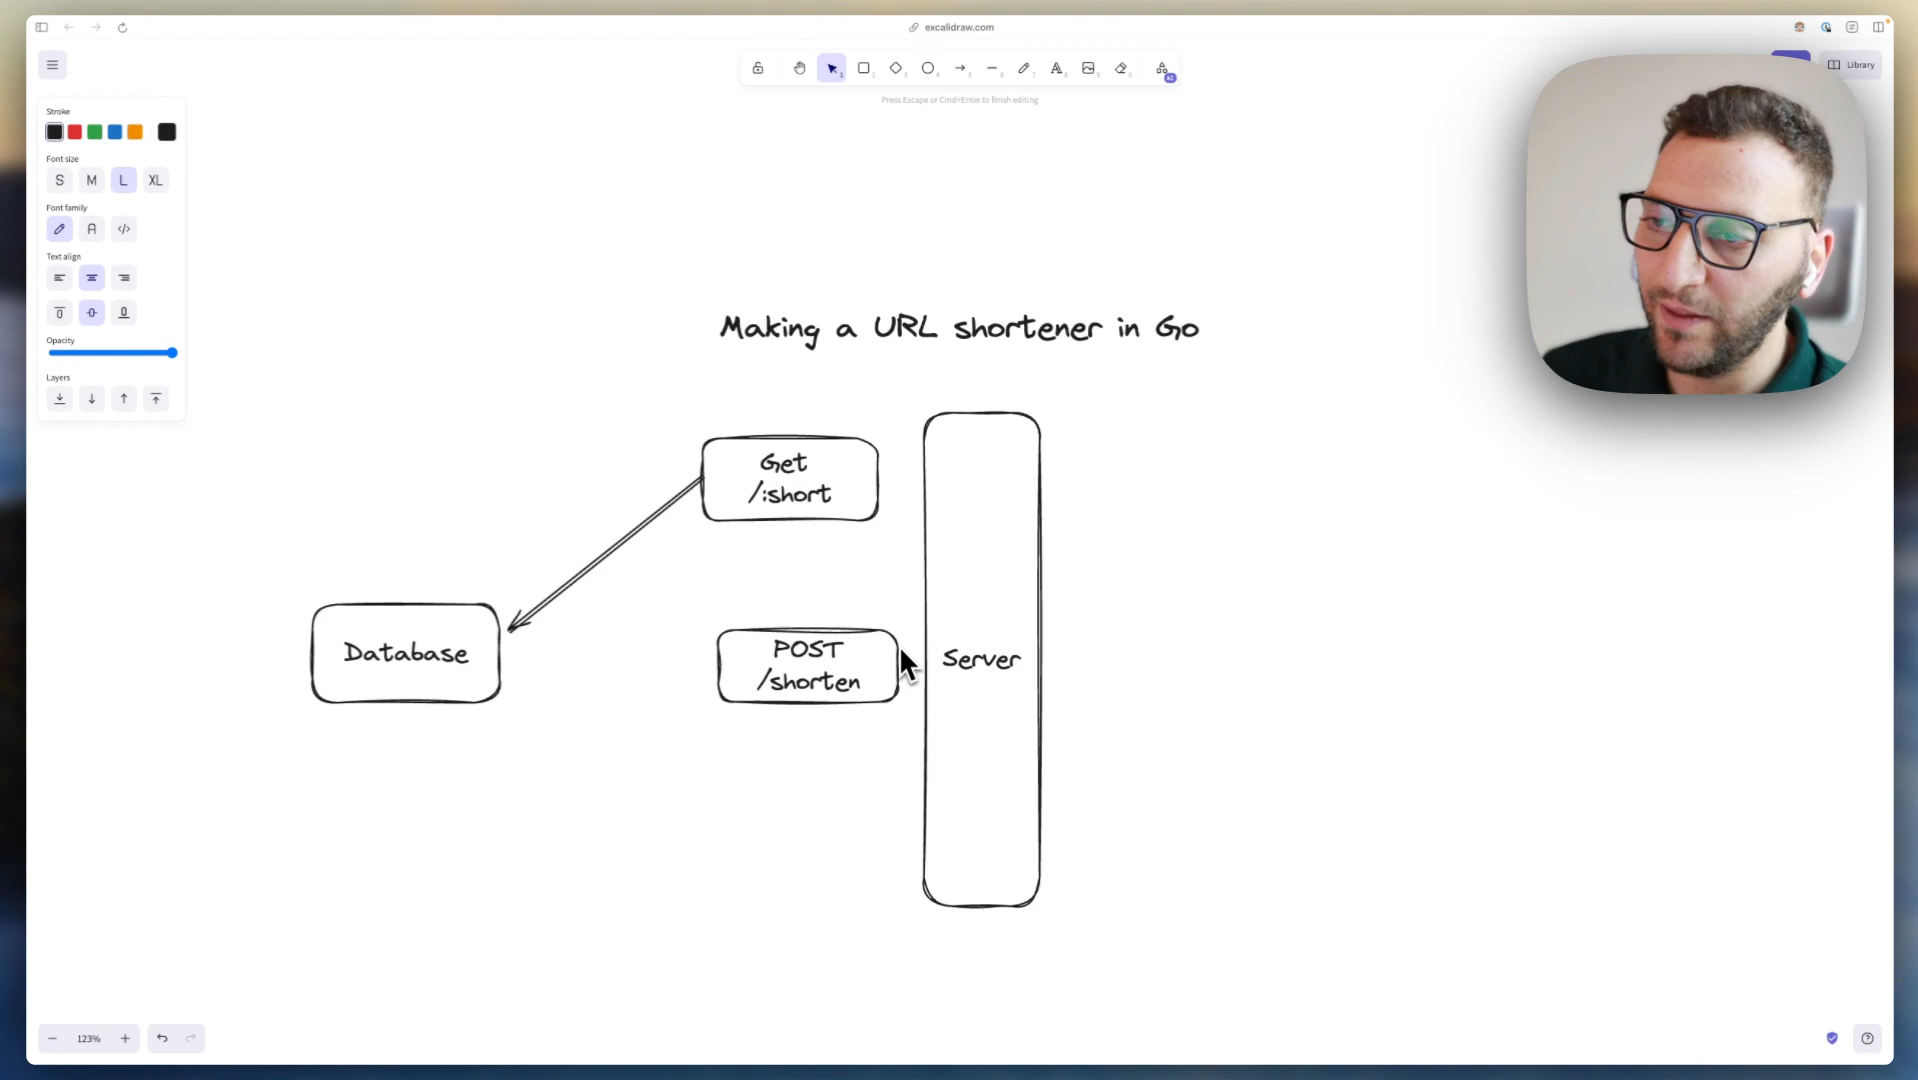 excalidraw.com
Library
Press Escape or Cmd+Enter to finish editing
Stroke
Font size
S M L XL
Font family
A </>
Text align
Opacity
Layers
Making a URL shortener in Go
Get
/:short
Database
POST
/shorten
Server
123%